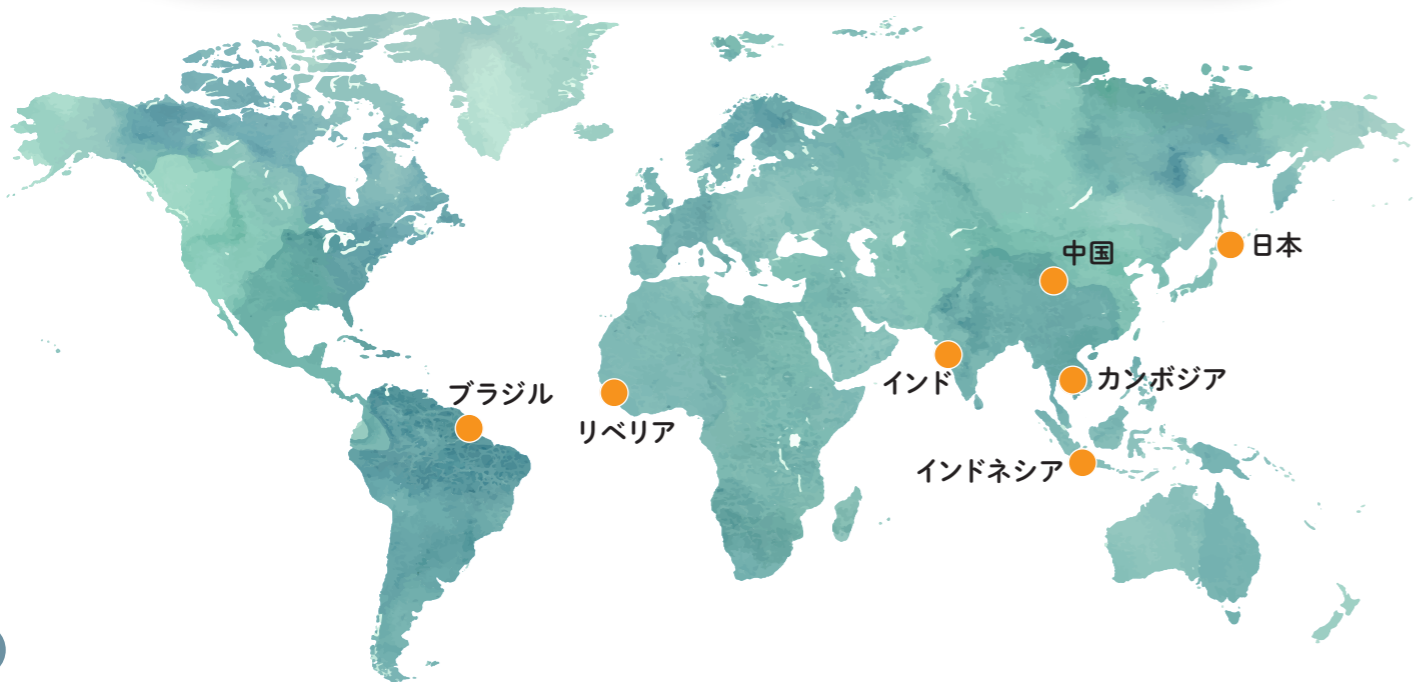 日本
中国
インド
カンボジア
ブラジル
リベリア
インドネシア